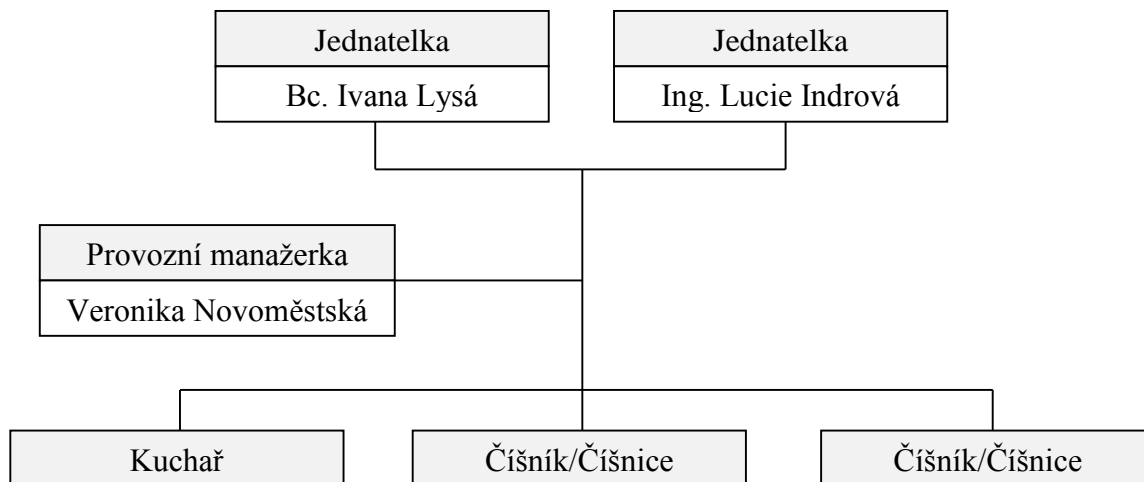 Jednatelka
Bc. Ivana Lysá
Jednatelka
Ing. Lucie Indrová
Provozní manažerka
Veronika Novoměstská
Kuchař
Číšník/Číšnice
Číšník/Číšnice